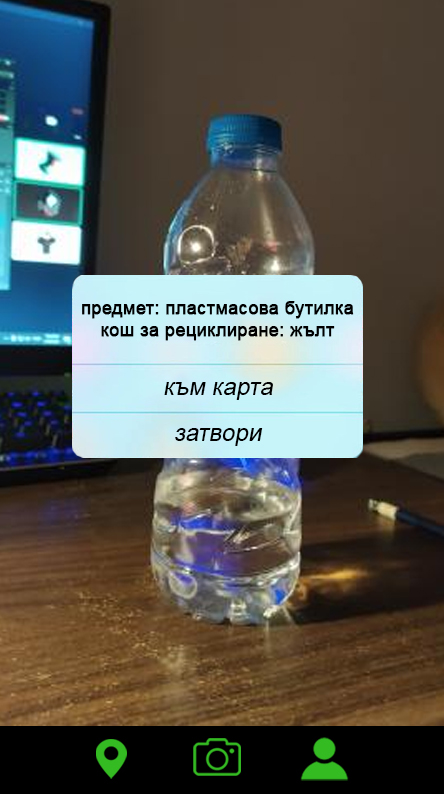 предмет: пластмасова бутилка
кош за рециклиране: жълт
към карта
затвори